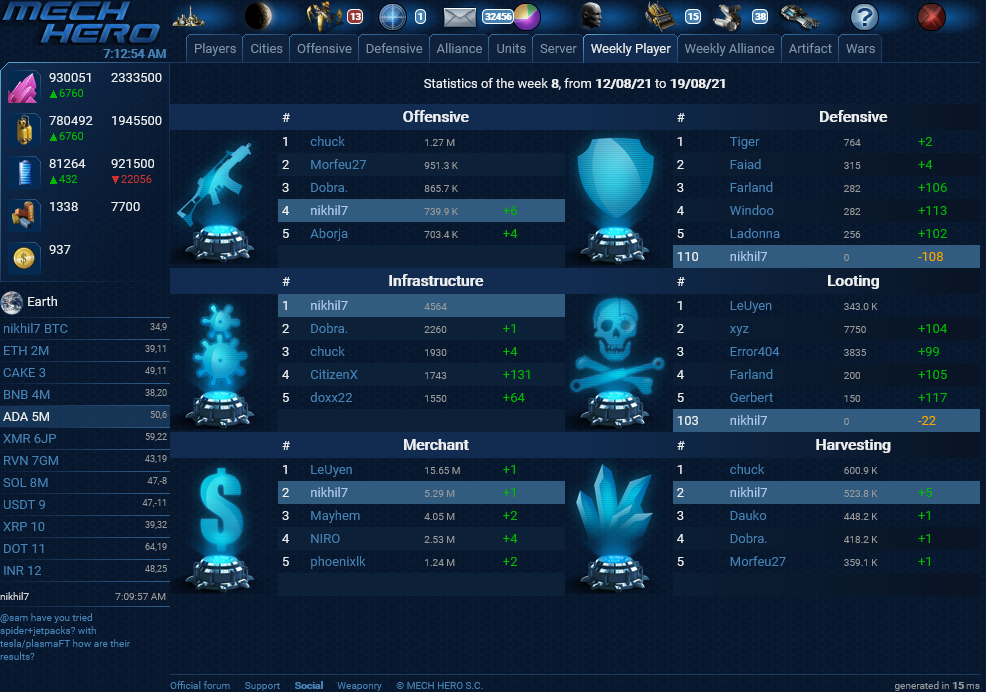 MECH
HERO
7:12:54 AM
13
1
32456
15
38
?
Players Cities Offensive Defensive Alliance Units Server Weekly Player Weekly Alliance Artifact Wars
930051 2333500
▲6760
780492 1945500
▲6760
81264 921500
▲432 ▼22056
1338 7700
937
Earth
nikhil7 BTC 34,9
ETH 2M 39,11
CAKE 3 49,11
BNB 4M 38,20
ADA 5M 50,6
XMR 6JP 59,22
RVN 7GM 43,19
SOL 8M 47,-8
USDT 9 47,-11
XRP 10 39,32
DOT 11 64,19
INR 12 48,25
nikhil7 7:09:57 AM
@sam have you tried
spider+jetpacks? with
tesla/plasmaFT how are their
results?
Statistics of the week 8, from 12/08/21 to 19/08/21
# Offensive
1 chuck 1.27 M
2 Morfeu27 951.3 K
3 Dobra. 865.7 K
4 nikhil7 739.9 K +6
5 Aborja 703.4 K +4
# Defensive
1 Tiger 764 +2
2 Faiad 315 +4
3 Farland 282 +106
4 Windoo 282 +113
5 Ladonna 256 +102
110 nikhil7 0 -108
# Infrastructure
1 nikhil7 4564
2 Dobra. 2260 +1
3 chuck 1930 +4
4 CitizenX 1743 +131
5 doxx22 1550 +64
# Looting
1 LeUyen 343.0 K
2 xyz 7750 +104
3 Error404 3835 +99
4 Farland 200 +105
5 Gerbert 150 +117
103 nikhil7 0 -22
# Merchant
1 LeUyen 15.65 M +1
2 nikhil7 5.29 M +1
3 Mayhem 4.05 M +2
4 NIRO 2.53 M +4
5 phoenixlk 1.24 M +2
# Harvesting
1 chuck 600.9 K
2 nikhil7 523.8 K +5
3 Dauko 448.2 K +1
4 Dobra. 418.2 K +1
5 Morfeu27 359.1 K +1
Official forum Support Social Weaponry © MECH HERO S.C. generated in 15 ms